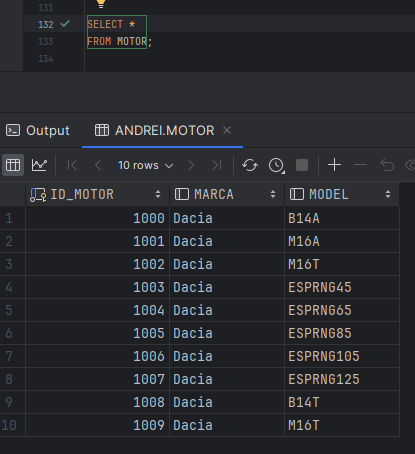 131
132 SELECT *
133 FROM MOTOR;
134
Output ANDREI.MOTOR
10 rows
ID_MOTOR MARCA MODEL
1 1000 Dacia B14A
2 1001 Dacia M16A
3 1002 Dacia M16T
4 1003 Dacia ESPRNG45
5 1004 Dacia ESPRNG65
6 1005 Dacia ESPRNG85
7 1006 Dacia ESPRNG105
8 1007 Dacia ESPRNG125
9 1008 Dacia B14T
10 1009 Dacia M16T